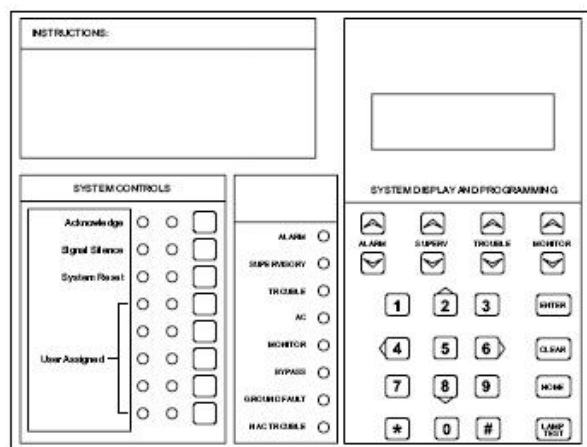 INSTRUCTIONS:
SYSTEM CONTROLS
Acknowledge
Signal Silence
System Reset
User Assigned
ALARM
SUPERVISORY
TROUBLE
AC
MONITOR
BYPASS
GROUND FAULT
NAC TROUBLE
SYSTEM DISPLAY AND PROGRAMMING
ALARM SUPERV TROUBLE MONITOR
1 2 3 ENTER
4 5 6 CLEAR
7 8 9 HOME
* 0 # LAMP
TEST